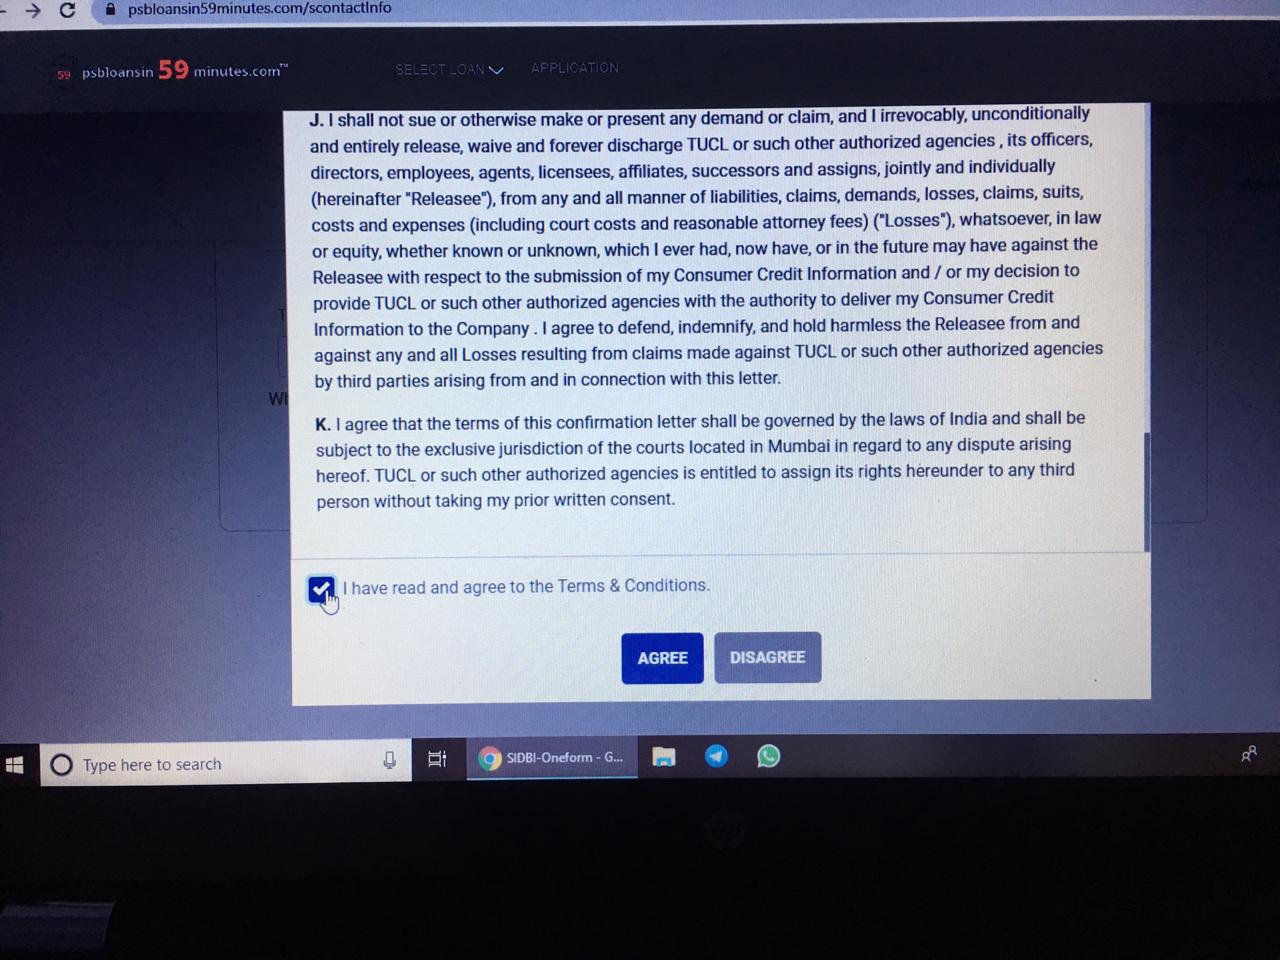 psbloansin59minutes.com/scontactInfo
59 psbloansin 59 minutes.com™
SELECT LOAN APPLICATION
J. I shall not sue or otherwise make or present any demand or claim, and I irrevocably, unconditionally
and entirely release, waive and forever discharge TUCL or such other authorized agencies , its officers,
directors, employees, agents, licensees, affiliates, successors and assigns, jointly and individually
(hereinafter "Releasee"), from any and all manner of liabilities, claims, demands, losses, claims, suits,
costs and expenses (including court costs and reasonable attorney fees) ("Losses"), whatsoever, in law
or equity, whether known or unknown, which I ever had, now have, or in the future may have against the
Releasee with respect to the submission of my Consumer Credit Information and / or my decision to
provide TUCL or such other authorized agencies with the authority to deliver my Consumer Credit
Information to the Company . I agree to defend, indemnify, and hold harmless the Releasee from and
against any and all Losses resulting from claims made against TUCL or such other authorized agencies
by third parties arising from and in connection with this letter.
K. I agree that the terms of this confirmation letter shall be governed by the laws of India and shall be
subject to the exclusive jurisdiction of the courts located in Mumbai in regard to any dispute arising
hereof. TUCL or such other authorized agencies is entitled to assign its rights hereunder to any third
person without taking my prior written consent.
I have read and agree to the Terms & Conditions.
AGREE DISAGREE
Type here to search
SIDBI-Oneform - G...
hp